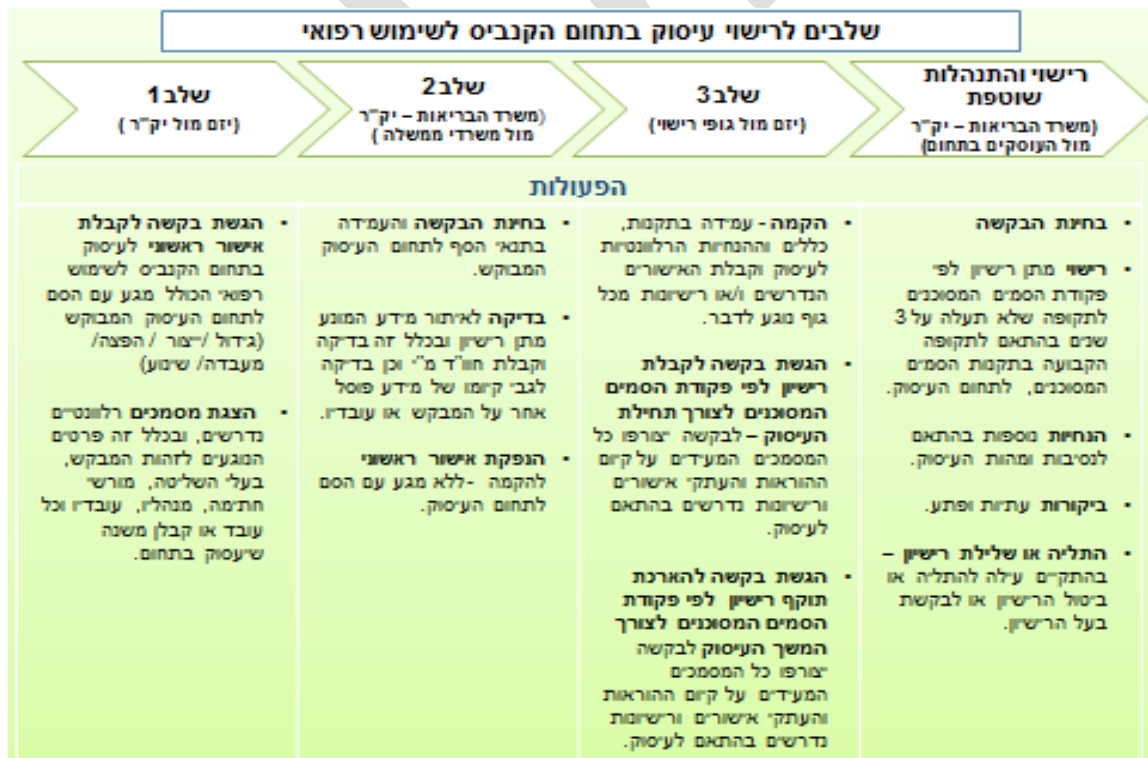 שלבים לרישוי עיסוק בתחום הקנביס לשימוש רפואי
שלב 1
(יזם מול יק"ר )
שלב 2
(משרד הבריאות – יק"ר
מול משרדי ממשלה )
שלב 3
(יזם מול גופי רישוי)
רישוי והתנהלות
שוטפת
(משרד הבריאות – יק"ר
מול העוסקים בתחום)
הפעולות
▪ הגשת בקשה לקבלת
אישור ראשוני לעיסוק
בתחום הקנביס לשימוש
רפואי הכולל מגע עם הסם
לתחום העיסוק המבוקש
(גידול /ייצור / הפצה/
מעבדה/ שינוע)
▪ הצגת מסמכים רלוונטיים
נדרשים, ובכלל זה פרטים
הנוגעים לזהות המבקש,
בעלי השליטה, מורשי
חתימה, מנהליו, עובדיו וכל
עובד או קבלן משנה
שיעסוק בתחום.
▪ בחינת הבקשה והעמידה
בתנאי הסף לתחום העיסוק
המבוקש.
▪ בדיקה לאיתור מידע המונע
מתן רישיון ובכלל זה בדיקה
וקבלת חוו"ד מ"י וכן בדיקה
לגבי קיומו של מידע פוסל
אחר על המבקש או עובדיו.
▪ הנפקת אישור ראשוני
להקמה -ללא מגע עם הסם
לתחום העיסוק.
▪ הקמה - עמידה בתקנות,
כללים וההנחיות הרלוונטיות
לעיסוק וקבלת האישורים
הנדרשים ו/או רישיונות מכל
גוף נוגע לדבר.
▪ הגשת בקשה לקבלת
רישיון לפי פקודת הסמים
המסוכנים לצורך תחילת
העיסוק – לבקשה יצורפו כל
המסמכים המעידים על קיום
ההוראות והעתקי אישורים
ורישיונות נדרשים בהתאם
לעיסוק.
▪ הגשת בקשה להארכת
תוקף רישיון לפי פקודת
הסמים המסוכנים לצורך
המשך העיסוק לבקשה
יצורפו כל המסמכים
המעידים על קיום ההוראות
והעתקי אישורים ורישיונות
נדרשים בהתאם לעיסוק.
▪ בחינת הבקשה
▪ רישוי מתן רישיון לפי
פקודת הסמים המסוכנים
לתקופה שלא תעלה על 3
שנים בהתאם לתקופה
הקבועה בתקנות הסמים
המסוכנים, לתחום העיסוק.
▪ הנחיות נוספות בהתאם
לנסיבות ומהות העיסוק.
▪ ביקורות עתיות ופתע.
▪ התליה או שלילת רישיון –
בהתקיים עילה להתליה או
ביטול הרישיון או לבקשת
בעל הרישיון.